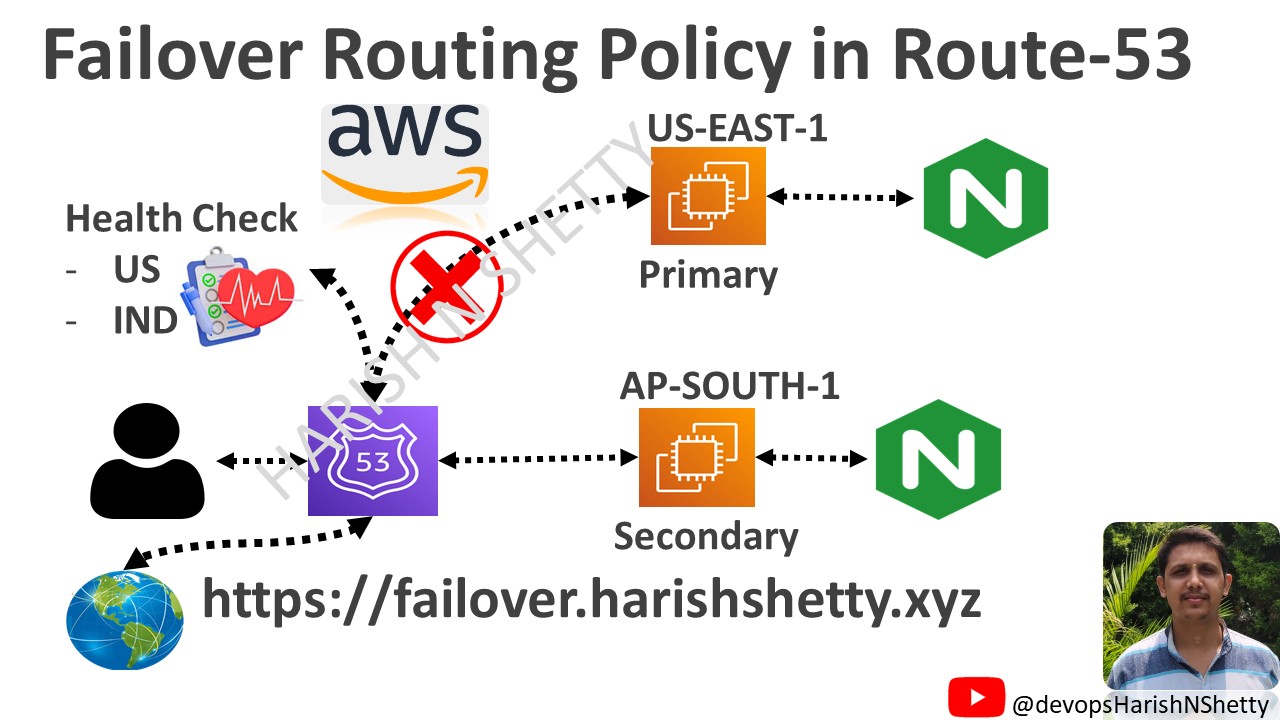 Failover Routing Policy in Route-53
aws
US-EAST-1
Health Check
- US
- IND
Primary
HARISH N SHETTY
AP-SOUTH-1
53
Secondary
https://failover.harishshetty.xyz
@devopsHarishNShetty
N
N